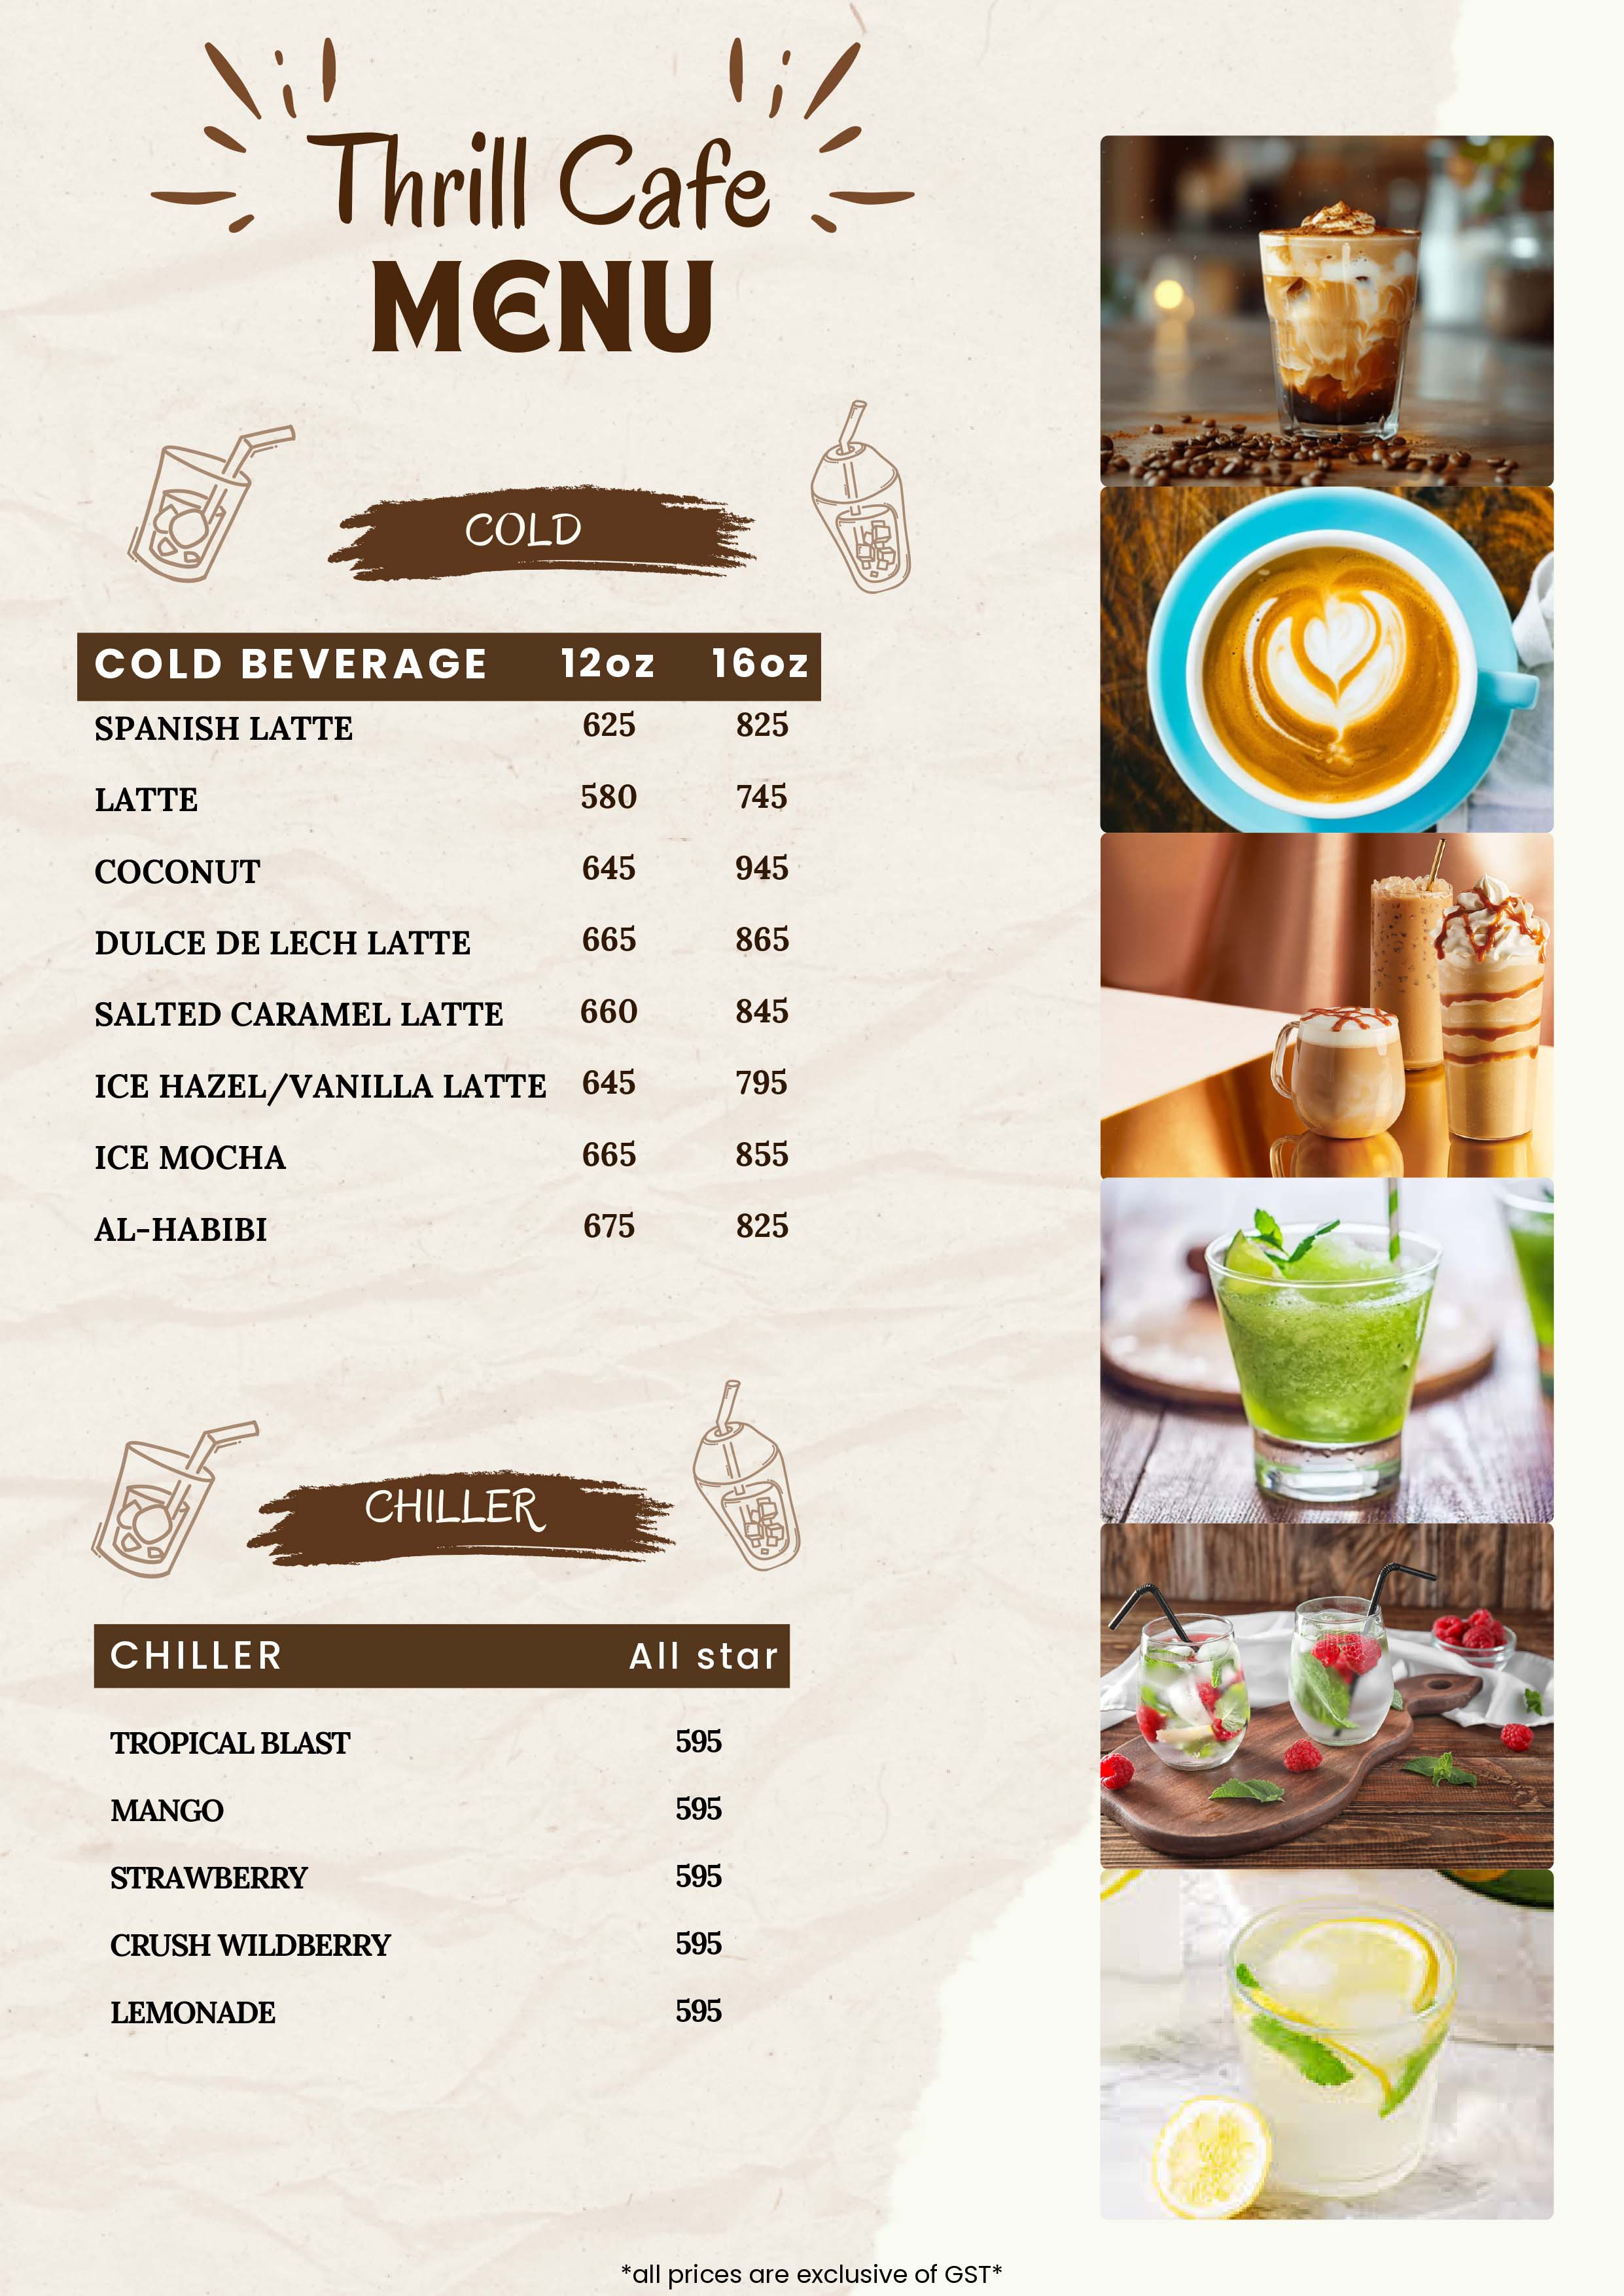 Thrill Cafe
MENU
COLD
COLD BEVERAGE 12oz 16oz
SPANISH LATTE 625 825
LATTE 580 745
COCONUT 645 945
DULCE DE LECH LATTE 665 865
SALTED CARAMEL LATTE 660 845
ICE HAZEL/VANILLA LATTE 645 795
ICE MOCHA 665 855
AL-HABIBI 675 825
CHILLER
CHILLER All star
TROPICAL BLAST 595
MANGO 595
STRAWBERRY 595
CRUSH WILDBERRY 595
LEMONADE 595
*all prices are exclusive of GST*